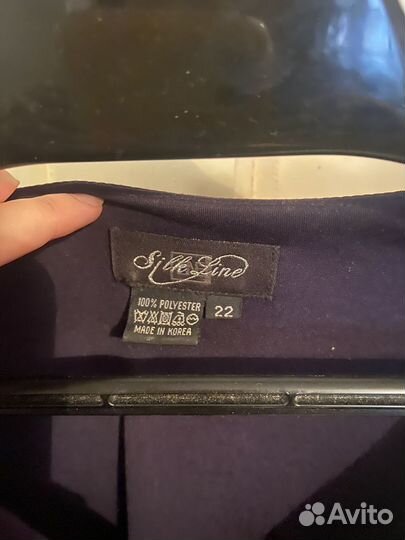 Silk Line
100% POLYESTER
22
MADE IN KOREA
Avito